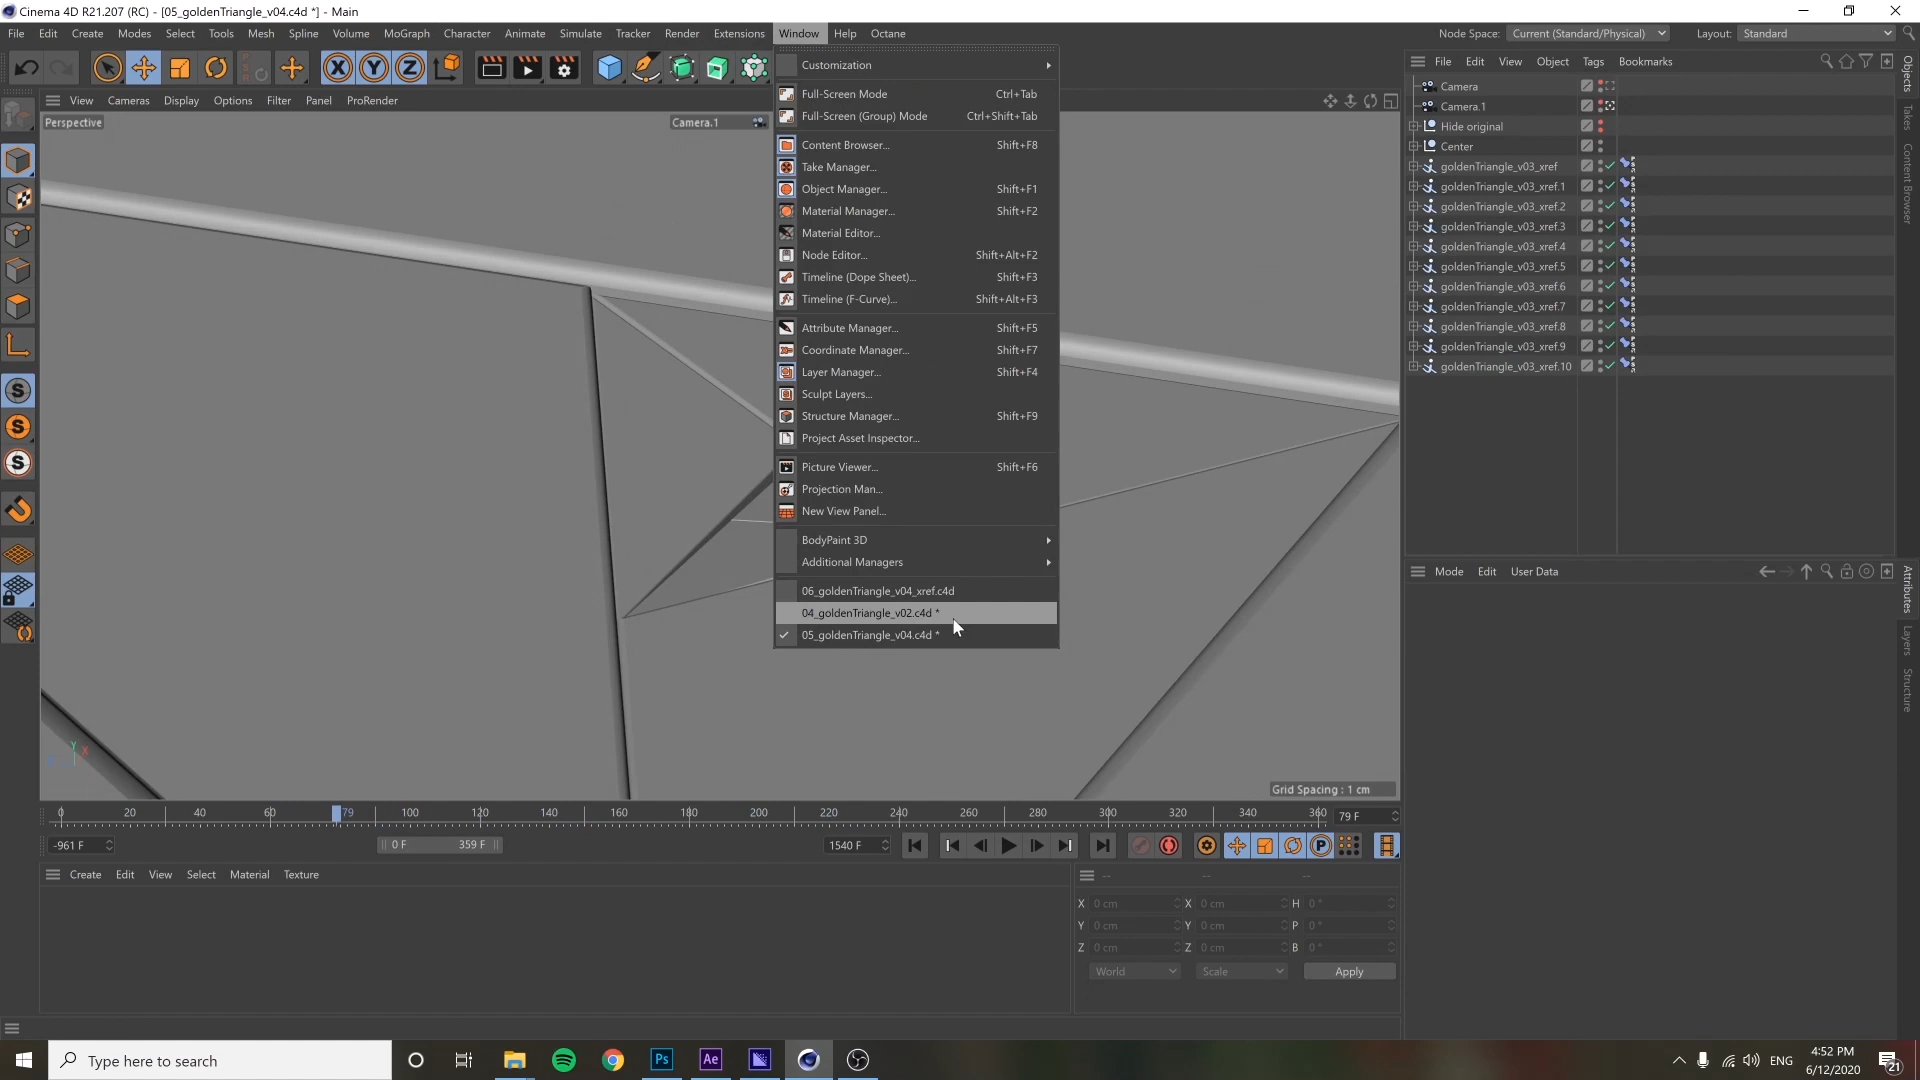 Cinema 4D R21.207 (RC) - [05_goldenTriangle_v04.c4d *] - Main
File Edit Create Modes Select Tools Mesh Spline Volume MoGraph Character Animate Simulate Tracker Render Extensions Window Help Octane
Node Space: Current (Standard/Physical) Layout: Standard
View Cameras Display Options Filter Panel ProRender
Perspective
Camera.1
Customization
Full-Screen Mode Ctrl+Tab
Full-Screen (Group) Mode Ctrl+Shift+Tab
Content Browser... Shift+F8
Take Manager...
Object Manager... Shift+F1
Material Manager... Shift+F2
Material Editor...
Node Editor... Shift+Alt+F2
Timeline (Dope Sheet)... Shift+F3
Timeline (F-Curve)... Shift+Alt+F3
Attribute Manager... Shift+F5
Coordinate Manager... Shift+F7
Layer Manager... Shift+F4
Sculpt Layers...
Structure Manager... Shift+F9
Project Asset Inspector...
Picture Viewer... Shift+F6
Projection Man...
New View Panel...
BodyPaint 3D
Additional Managers
06_goldenTriangle_v04_xref.c4d
04_goldenTriangle_v02.c4d *
05_goldenTriangle_v04.c4d *
File Edit View Object Tags Bookmarks
Camera
Camera.1
Hide original
Center
goldenTriangle_v03_xref
goldenTriangle_v03_xref.1
goldenTriangle_v03_xref.2
goldenTriangle_v03_xref.3
goldenTriangle_v03_xref.4
goldenTriangle_v03_xref.5
goldenTriangle_v03_xref.6
goldenTriangle_v03_xref.7
goldenTriangle_v03_xref.8
goldenTriangle_v03_xref.9
goldenTriangle_v03_xref.10
Objects
Takes
Content Browser
Mode Edit User Data
Attributes
Layers
Structure
Y X
Grid Spacing : 1 cm
0 20 40 60 79 100 120 140 160 180 200 220 240 260 280 300 320 340 360 79 F
-961 F 0 F 359 F 1540 F
Create Edit View Select Material Texture
-- -- --
X 0 cm X 0 cm H 0 °
Y 0 cm Y 0 cm P 0 °
Z 0 cm Z 0 cm B 0 °
World Scale Apply
Type here to search
Ps Ae
ENG
4:52 PM
6/12/2020
21